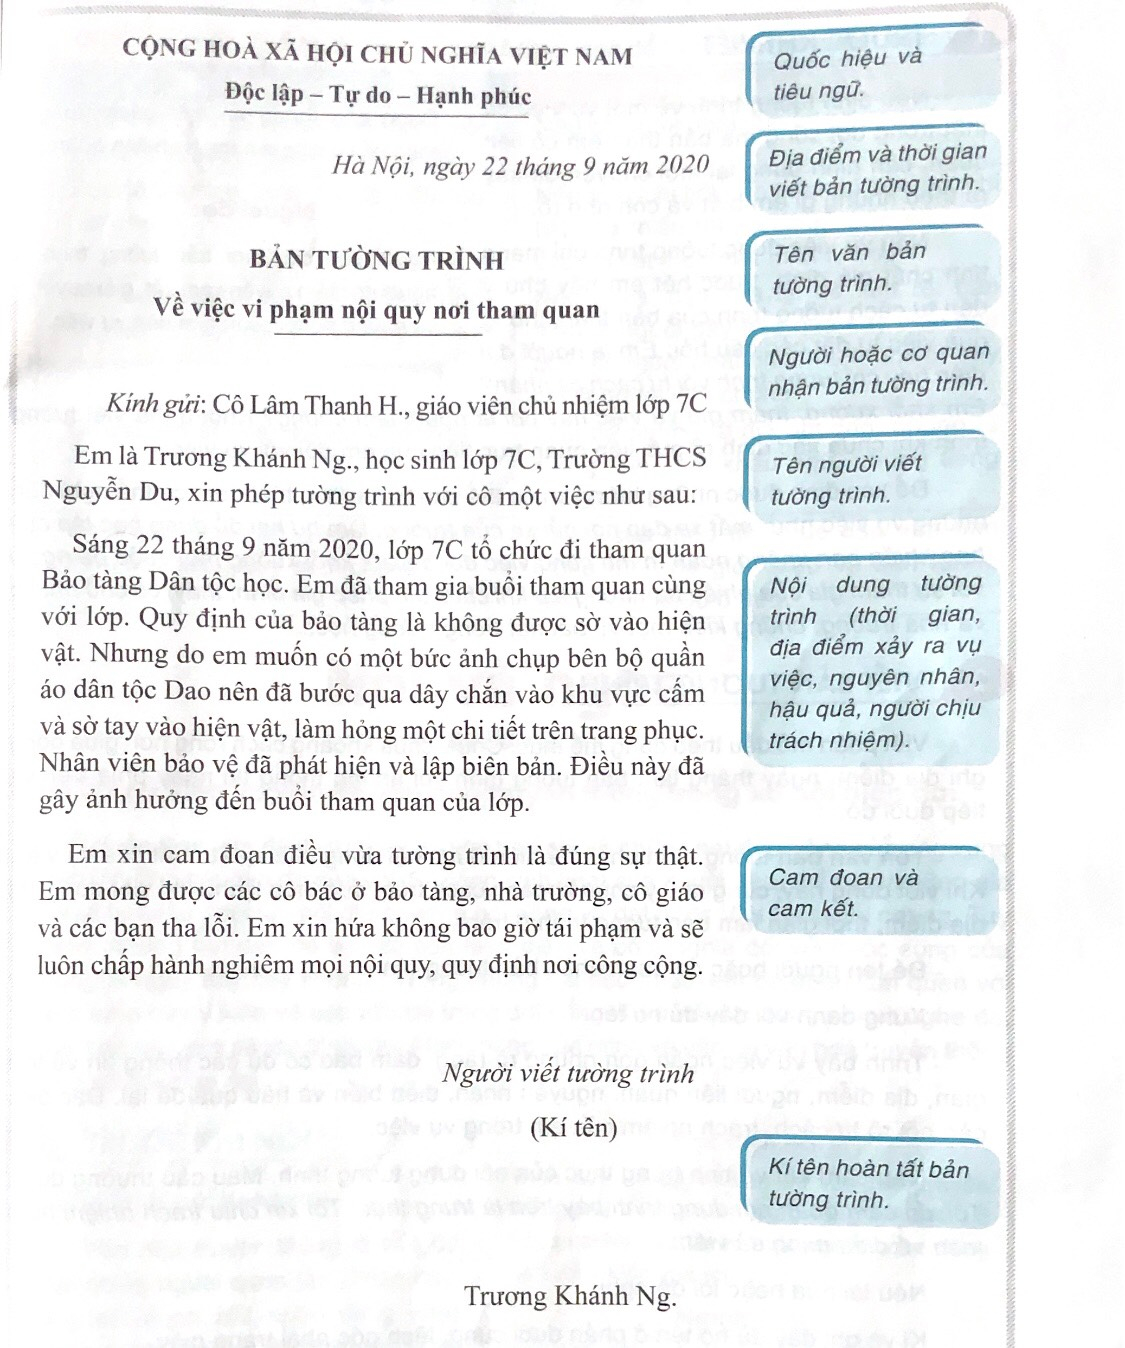 CỘNG HOÀ XÃ HỘI CHỦ NGHĨA VIỆT NAM
Độc lập – Tự do – Hạnh phúc
Quốc hiệu và
tiêu ngữ.
Hà Nội, ngày 22 tháng 9 năm 2020
Địa điểm và thời gian
viết bản tường trình.
BẢN TƯỜNG TRÌNH
Về việc vi phạm nội quy nơi tham quan
Tên văn bản
tường trình.
Kính gửi: Cô Lâm Thanh H., giáo viên chủ nhiệm lớp 7C
Người hoặc cơ quan
nhận bản tường trình.
Em là Trương Khánh Ng., học sinh lớp 7C, Trường THCS
Nguyễn Du, xin phép tường trình với cô một việc như sau:
Tên người viết
tường trình.
Sáng 22 tháng 9 năm 2020, lớp 7C tổ chức đi tham quan
Bảo tàng Dân tộc học. Em đã tham gia buổi tham quan cùng
với lớp. Quy định của bảo tàng là không được sờ vào hiện
vật. Nhưng do em muốn có một bức ảnh chụp bên bộ quần
áo dân tộc Dao nên đã bước qua dây chắn vào khu vực cấm
và sờ tay vào hiện vật, làm hỏng một chi tiết trên trang phục.
Nhân viên bảo vệ đã phát hiện và lập biên bản. Điều này đã
gây ảnh hưởng đến buổi tham quan của lớp.
Nội dung tường
trình (thời gian,
địa điểm xảy ra vụ
việc, nguyên nhân,
hậu quả, người chịu
trách nhiệm).
Em xin cam đoan điều vừa tường trình là đúng sự thật.
Em mong được các cô bác ở bảo tàng, nhà trường, cô giáo
và các bạn tha lỗi. Em xin hứa không bao giờ tái phạm và sẽ
luôn chấp hành nghiêm mọi nội quy, quy định nơi công cộng.
Cam đoan và
cam kết.
Người viết tường trình
(Kí tên)
Kí tên hoàn tất bản
tường trình.
Trương Khánh Ng.